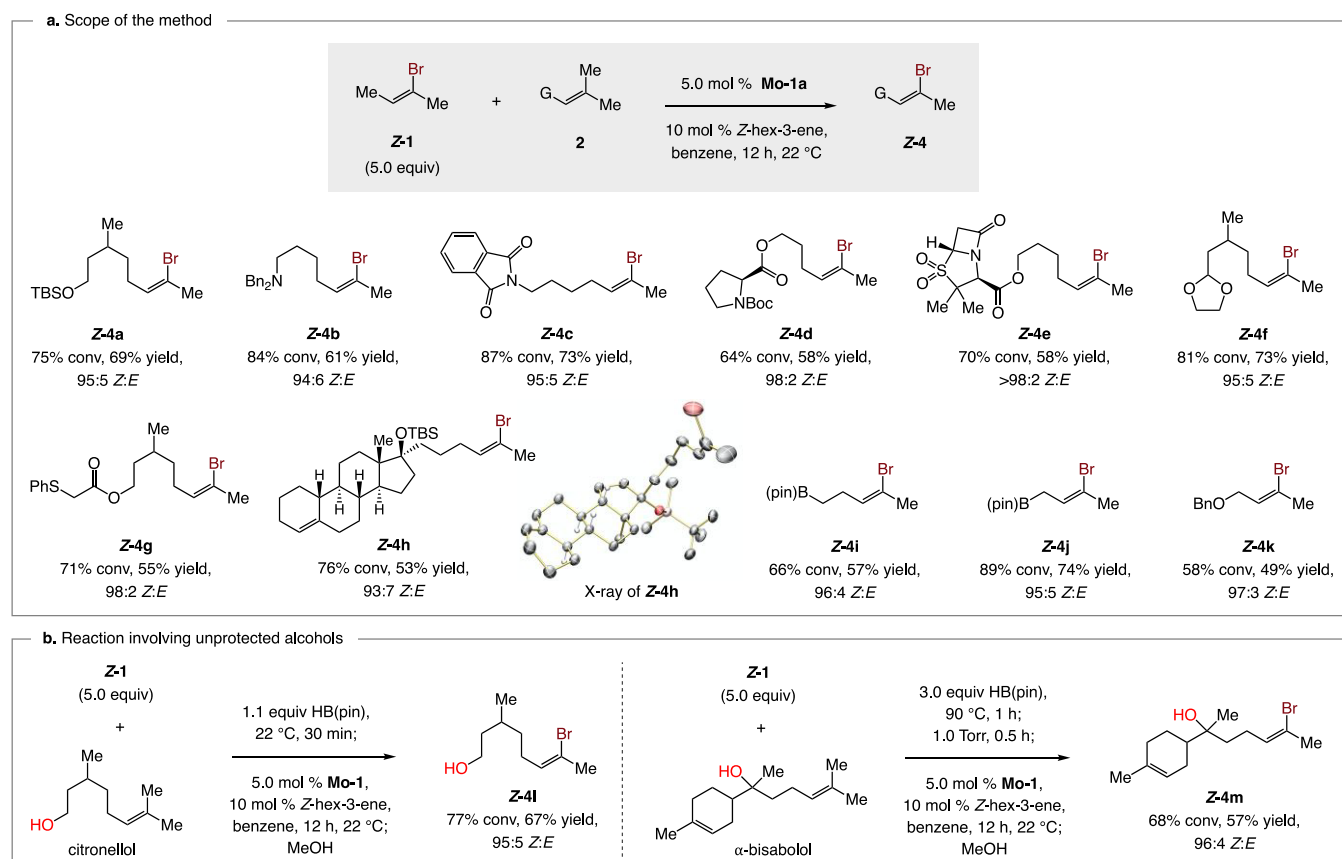 a. Scope of the method
Br
Me
Me
Z-1
(5.0 equiv)
+
Me
G
Me
2
5.0 mol % Mo-1a
10 mol % Z-hex-3-ene,
benzene, 12 h, 22 °C
Br
G
Me
Z-4
Me
Br
TBSO
Me
Z-4a
75% conv, 69% yield,
95:5 Z:E
Br
Bn2N
Me
Z-4b
84% conv, 61% yield,
94:6 Z:E
O
N
O
Br
Me
Z-4c
87% conv, 73% yield,
95:5 Z:E
O
O
NBoc
Br
Me
Z-4d
64% conv, 58% yield,
98:2 Z:E
O
H
N
S
O2
Me
Me
O
O
Br
Me
Z-4e
70% conv, 58% yield,
>98:2 Z:E
Me
Br
O
O
Me
Z-4f
81% conv, 73% yield,
95:5 Z:E
O
Me
Br
PhS
O
Me
Z-4g
71% conv, 55% yield,
98:2 Z:E
OTBS
Me
Br
Me
H
H
H
H
Z-4h
76% conv, 53% yield,
93:7 Z:E
X-ray of Z-4h
Br
(pin)B
Me
Z-4i
66% conv, 57% yield,
96:4 Z:E
Br
(pin)B
Me
Z-4j
89% conv, 74% yield,
95:5 Z:E
Br
BnO
Me
Z-4k
58% conv, 49% yield,
97:3 Z:E
b. Reaction involving unprotected alcohols
Z-1
(5.0 equiv)
+
Me
Me
HO
Me
citronellol
1.1 equiv HB(pin),
22 °C, 30 min;
5.0 mol % Mo-1,
10 mol % Z-hex-3-ene,
benzene, 12 h, 22 °C;
MeOH
Me
Br
HO
Me
Z-4l
77% conv, 67% yield,
95:5 Z:E
Z-1
(5.0 equiv)
+
HO
Me
Me
Me
Me
α-bisabolol
3.0 equiv HB(pin),
90 °C, 1 h;
1.0 Torr, 0.5 h;
5.0 mol % Mo-1,
10 mol % Z-hex-3-ene,
benzene, 12 h, 22 °C;
MeOH
HO
Me
Br
Me
Me
Z-4m
68% conv, 57% yield,
96:4 Z:E